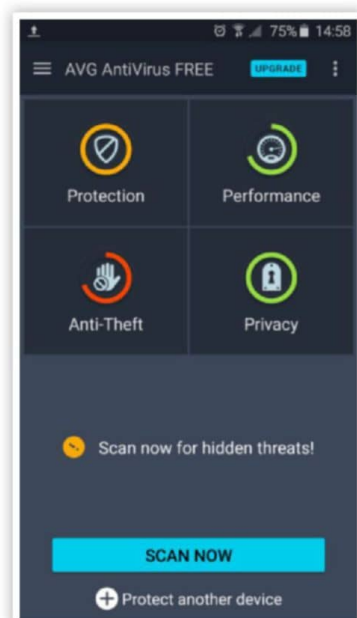 75% 14:58
AVG AntiVirus FREE UPGRADE
Protection Performance
Anti-Theft Privacy
Scan now for hidden threats!
SCAN NOW
Protect another device